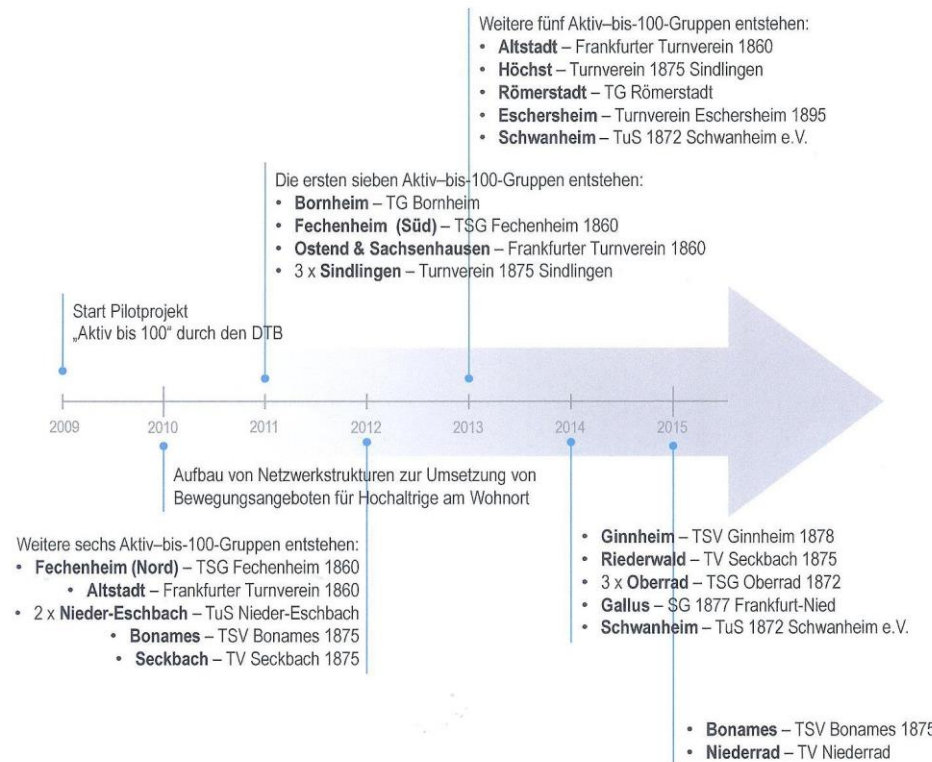 Weitere fünf Aktiv–bis-100-Gruppen entstehen:
• Altstadt – Frankfurter Turnverein 1860
• Höchst – Turnverein 1875 Sindlingen
• Römerstadt – TG Römerstadt
• Eschersheim – Turnverein Eschersheim 1895
• Schwanheim – TuS 1872 Schwanheim e.V.
Die ersten sieben Aktiv–bis-100-Gruppen entstehen:
• Bornheim – TG Bornheim
• Fechenheim (Süd) – TSG Fechenheim 1860
• Ostend & Sachsenhausen – Frankfurter Turnverein 1860
• 3 x Sindlingen – Turnverein 1875 Sindlingen
Start Pilotprojekt
„Aktiv bis 100“ durch den DTB
2009 2010 2011 2012 2013 2014 2015
Aufbau von Netzwerkstrukturen zur Umsetzung von
Bewegungsangeboten für Hochaltrige am Wohnort
Weitere sechs Aktiv–bis-100-Gruppen entstehen:
• Fechenheim (Nord) – TSG Fechenheim 1860
• Altstadt – Frankfurter Turnverein 1860
• 2 x Nieder-Eschbach – TuS Nieder-Eschbach
• Bonames – TSV Bonames 1875
• Seckbach – TV Seckbach 1875
• Ginnheim – TSV Ginnheim 1878
• Riederwald – TV Seckbach 1875
• 3 x Oberrad – TSG Oberrad 1872
• Gallus – SG 1877 Frankfurt-Nied
• Schwanheim – TuS 1872 Schwanheim e.V.
• Bonames – TSV Bonames 1875
• Niederrad – TV Niederrad